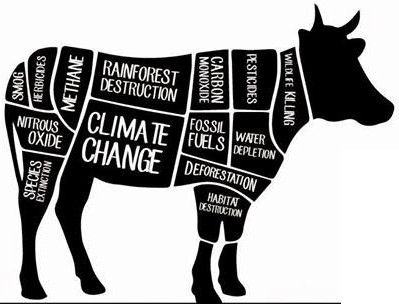 SMOG
HERBICIDES
METHANE
RAINFOREST
DESTRUCTION
CARBON
MONOXIDE
PESTICIDES
WILDLIFE KILLING
NITROUS
OXIDE
CLIMATE
CHANGE
FOSSIL
FUELS
WATER
DEPLETION
DEFORESTATION
SPECIES
EXTINCTION
HABITAT
DESTRUCTION